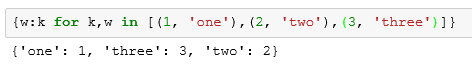 {w:k for k,w in [(1, 'one'),(2, 'two'),(3, 'three')]}
{'one': 1, 'three': 3, 'two': 2}